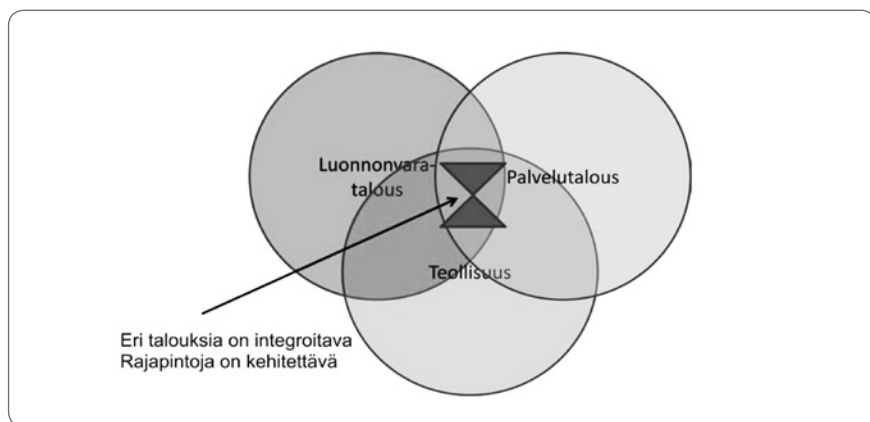 Luonnonvara-
talous
Palvelutalous
Teollisuus
Eri talouksia on integroitava
Rajapintoja on kehitettävä